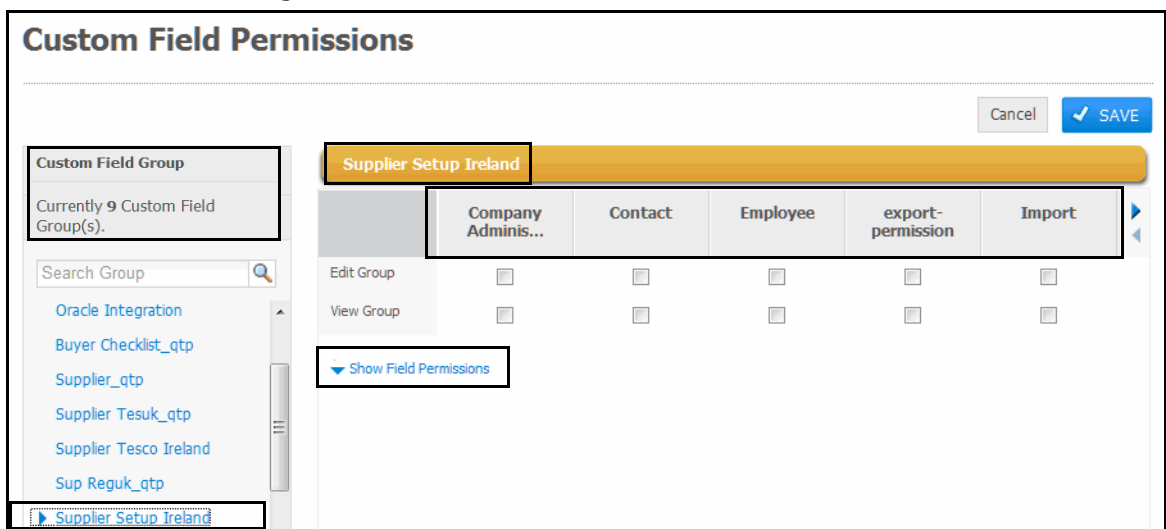 Custom Field Permissions
Cancel SAVE
Custom Field Group
Currently 9 Custom Field
Group(s).
Search Group
Oracle Integration
Buyer Checklist_qtp
Supplier_qtp
Supplier Tesuk_qtp
Supplier Tesco Ireland
Sup Reguk_qtp
Supplier Setup Ireland
Supplier Setup Ireland
Company
Adminis...
Contact
Employee
export-
permission
Import
Edit Group
View Group
Show Field Permissions